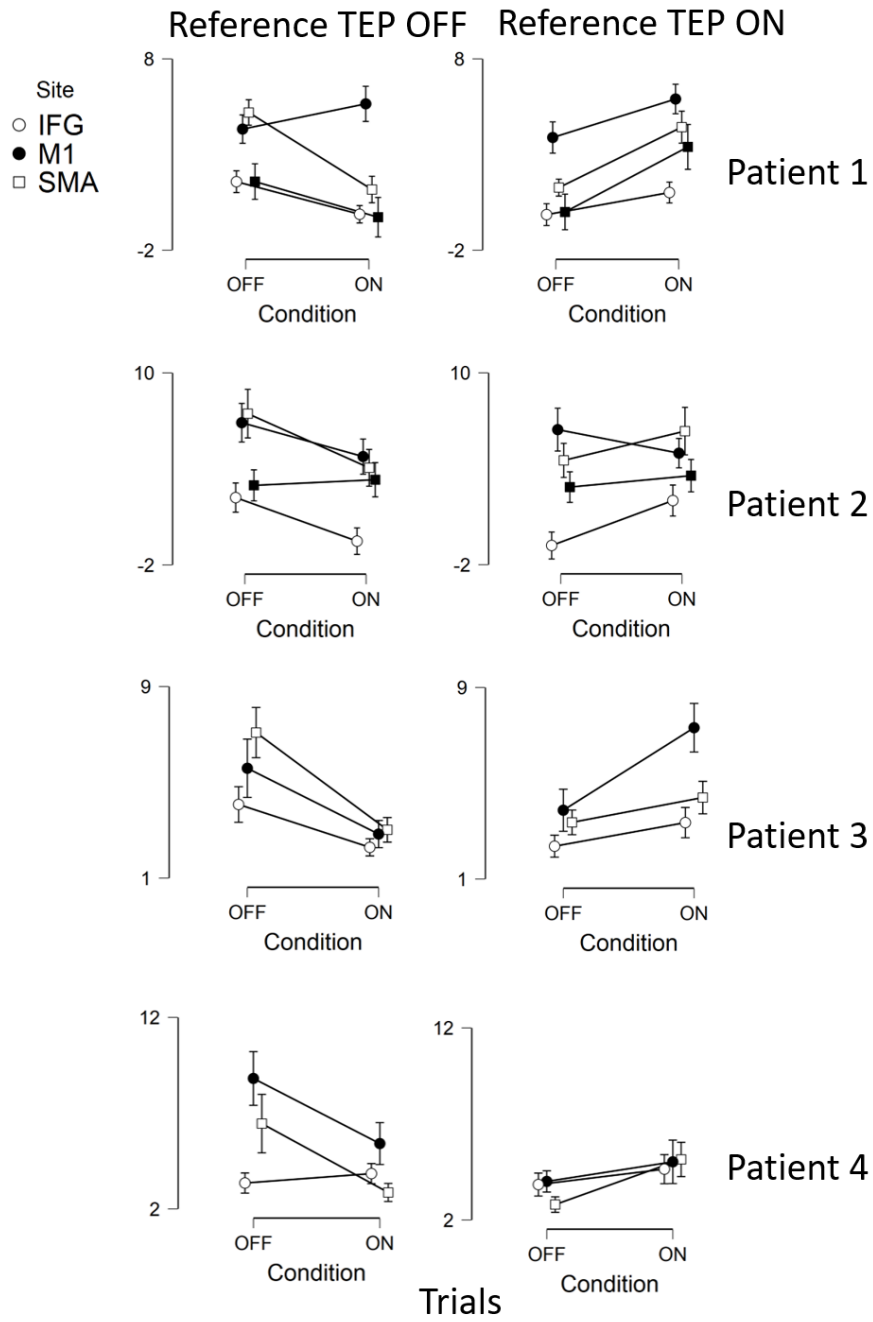 Reference TEP OFF
Reference TEP ON
Site
IFG
M1
SMA
8
-2
OFF
ON
Condition
8
-2
OFF
ON
Condition
Patient 1
10
-2
OFF
ON
Condition
10
-2
OFF
ON
Condition
Patient 2
9
1
OFF
ON
Condition
9
1
OFF
ON
Condition
Patient 3
12
2
OFF
ON
Condition
12
2
OFF
ON
Condition
Patient 4
Trials